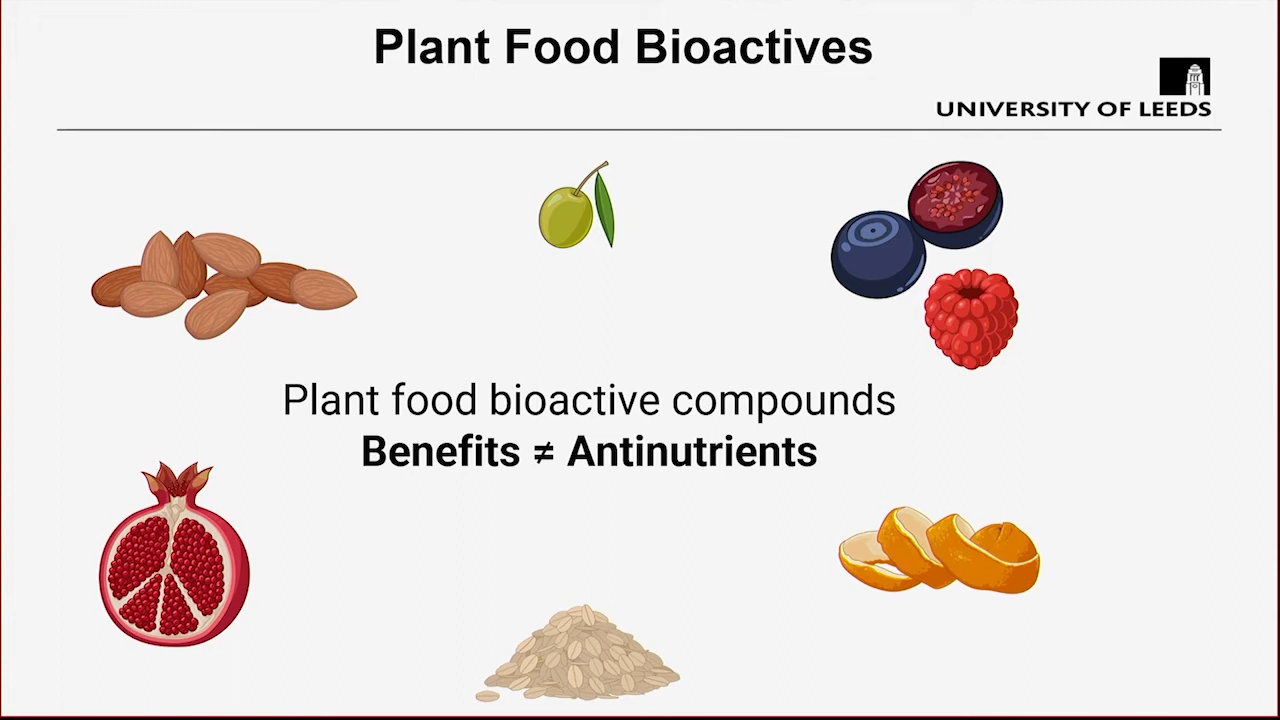 Plant Food Bioactives
UNIVERSITY OF LEEDS
Plant food bioactive compounds
Benefits ≠ Antinutrients